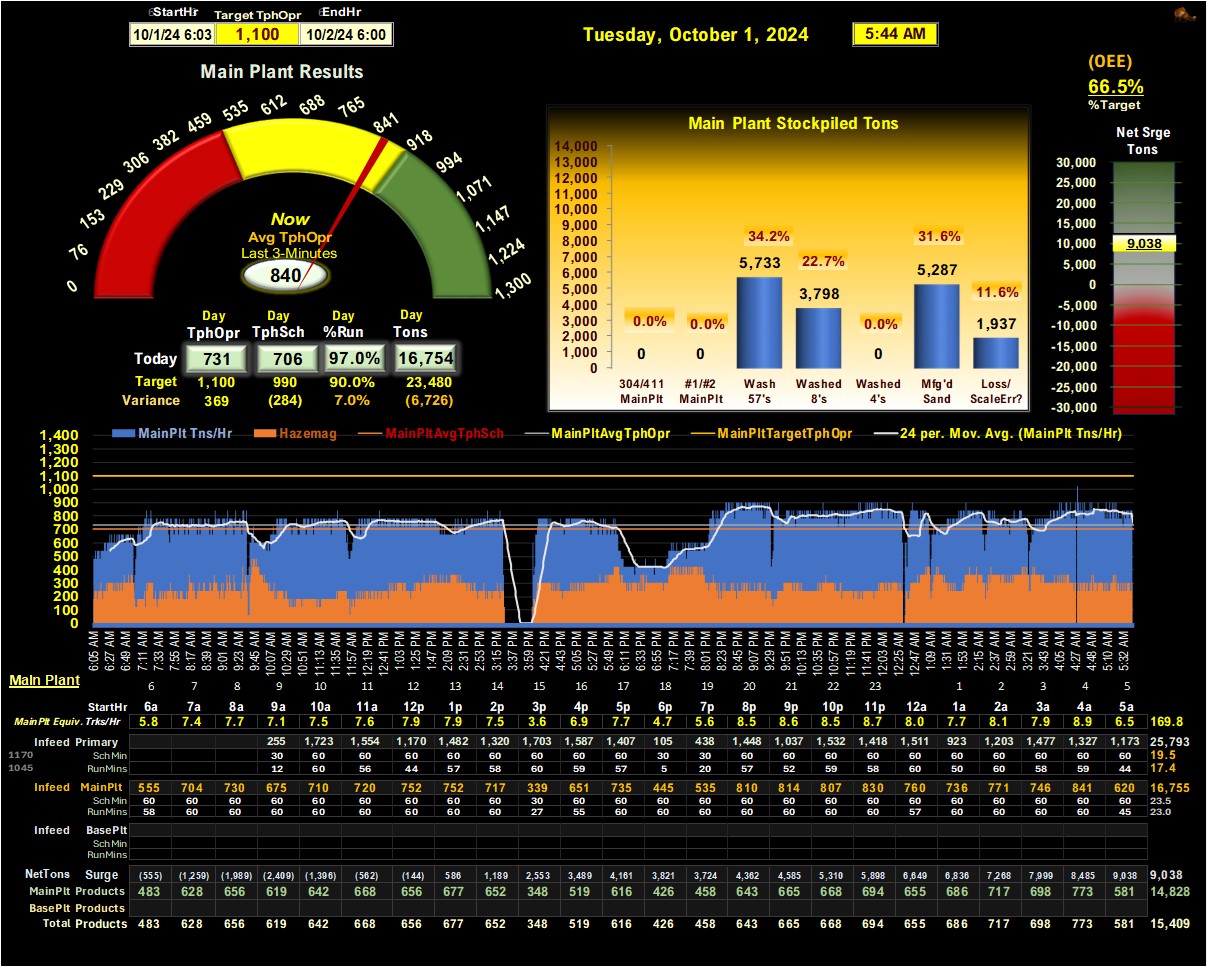 StartHr Target TphOpr EndHr
10/1/24 6:03 1,100 10/2/24 6:00
Tuesday, October 1, 2024 5:44 AM
(OEE)
66.5%
%Target
Main Plant Results
0 76 153 229 306 382 459 535 612 688 765 841 918 994 1,071 1,147 1,224 1,300
Now
Avg TphOpr
Last 3-Minutes
840
Day Day Day Day
TphOpr TphSch %Run Tons
Today 731 706 97.0% 16,754
Target 1,100 990 90.0% 23,480
Variance 369 (284) 7.0% (6,726)
Main Plant Stockpiled Tons
14,000
13,000
12,000
11,000
10,000
9,000
8,000
7,000
6,000
5,000
4,000
3,000
2,000
1,000
0
0.0% 0.0% 34.2% 22.7% 0.0% 31.6% 11.6%
0 0 5,733 3,798 0 5,287 1,937
304/411 #1/#2 Wash Washed Washed Mfg'd Loss/
MainPlt MainPlt 57's 8's 4's Sand ScaleErr?
Net Srge
Tons
30,000
25,000
20,000
15,000
10,000
9,038
5,000
0
-5,000
-10,000
-15,000
-20,000
-25,000
-30,000
MainPlt Tns/Hr Hazemag MainPltAvgTphSch MainPltAvgTphOpr MainPltTargetTphOpr 24 per. Mov. Avg. (MainPlt Tns/Hr)
1,400
1,300
1,200
1,100
1,000
900
800
700
600
500
400
300
200
100
0
6:05 AM 6:27 AM 6:49 AM 7:11 AM 7:33 AM 7:55 AM 8:17 AM 8:39 AM 9:01 AM 9:23 AM 9:45 AM 10:07 AM 10:29 AM 10:51 AM 11:13 AM 11:35 AM 11:57 AM 12:19 PM 12:41 PM 1:03 PM 1:25 PM 1:47 PM 2:09 PM 2:31 PM 2:53 PM 3:15 PM 3:37 PM 3:59 PM 4:21 PM 4:43 PM 5:05 PM 5:27 PM 5:49 PM 6:11 PM 6:33 PM 6:55 PM 7:17 PM 7:39 PM 8:01 PM 8:23 PM 8:45 PM 9:07 PM 9:29 PM 9:51 PM 10:13 PM 10:35 PM 10:57 PM 11:19 PM 11:41 PM 12:03 AM 12:25 AM 12:47 AM 1:09 AM 1:31 AM 1:53 AM 2:15 AM 2:37 AM 2:59 AM 3:21 AM 3:43 AM 4:05 AM 4:27 AM 4:48 AM 5:10 AM 5:32 AM
Main Plant
6 7 8 9 10 11 12 13 14 15 16 17 18 19 20 21 22 23 1 2 3 4 5
StartHr 6a 7a 8a 9a 10a 11a 12p 1p 2p 3p 4p 5p 6p 7p 8p 9p 10p 11p 12a 1a 2a 3a 4a 5a
MainPlt Equiv. Trks/Hr 5.8 7.4 7.7 7.1 7.5 7.6 7.9 7.9 7.5 3.6 6.9 7.7 4.7 5.6 8.5 8.6 8.5 8.7 8.0 7.7 8.1 7.9 8.9 6.5 169.8
Infeed Primary 255 1,723 1,554 1,170 1,482 1,320 1,703 1,587 1,407 105 438 1,448 1,037 1,532 1,418 1,511 923 1,203 1,477 1,327 1,173 25,793
1170 SchMin 30 60 60 60 60 60 60 60 60 30 30 60 60 60 60 60 60 60 60 60 60 19.5
1045 RunMin 12 60 56 44 57 58 60 59 57 5 20 57 52 59 58 60 50 60 58 59 44 17.4
Infeed MainPlt 555 704 730 675 710 720 752 752 717 339 651 735 445 535 810 814 807 830 760 736 771 746 841 620 16,755
SchMin 60 60 60 60 60 60 60 60 60 30 60 60 60 60 60 60 60 60 60 60 60 60 60 60 23.5
RunMins 58 60 60 60 60 60 60 60 60 27 55 60 60 60 60 60 60 60 57 60 60 60 60 45 23.0
Infeed BasePlt
SchMin
RunMins
NetTons Surge (555) (1,259) (1,989) (2,409) (1,396) (562) (144) 586 1,189 2,553 3,489 4,161 3,821 3,724 4,362 4,585 5,310 5,898 6,649 6,836 7,268 7,999 8,485 9,038 9,038
MainPlt Products 483 628 656 619 642 668 656 677 652 348 519 616 426 458 643 665 668 694 655 686 717 698 773 581 14,828
BasePlt Products
Total Products 483 628 656 619 642 668 656 677 652 348 519 616 426 458 643 665 668 694 655 686 717 698 773 581 15,409